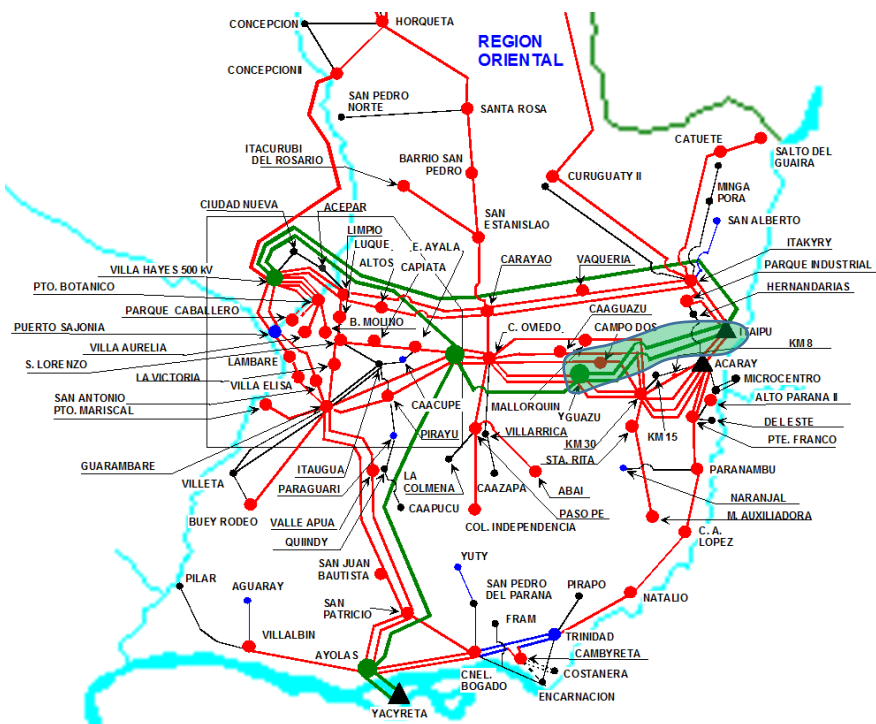 CONCEPCION
HORQUETA
REGION
ORIENTAL
CONCEPCIONII
SAN PEDRO
NORTE
SANTA ROSA
CATUETE
SALTO DEL
GUAIRA
ITACURUBI
DEL ROSARIO
BARRIO SAN
PEDRO
CURUGUATY II
MINGA
PORA
CIUDAD NUEVA
ACEPAR
SAN
ESTANISLAO
SAN ALBERTO
LIMPIO
LUQUE
E. AYALA
ALTOS
CAPIATA
CARAYAO
VAQUERIA
ITAKYRY
PARQUE INDUSTRIAL
VILLA HAYES 500 kV
PTO. BOTANICO
HERNANDARIAS
PARQUE CABALLERO
CAAGUAZU
PUERTO SAJONIA
B. MOLINO
C. OVIEDO
CAMPO DOS
ITAIPU
VILLA AURELIA
KM 8
S. LORENZO
LAMBARE
ACARAY
LA VICTORIA
VILLA ELISA
MICROCENTRO
SAN ANTONIO
CAACUPE
MALLORQUIN
YGUAZU
ALTO PARANA II
PTO. MARISCAL
PIRAYU
VILLARRICA
KM 15
DEL ESTE
KM 30
PTE. FRANCO
GUARAMBARE
ITAUGUA
STA. RITA
VILLETA
PARAGUARI
LA
COLMENA
CAAZAPA
ABAI
PARANAMBU
BUEY RODEO
VALLE APUA
CAAPUCU
PASO PE
NARANJAL
QUIINDY
COL. INDEPENDENCIA
M. AUXILIADORA
C. A.
LOPEZ
YUTY
SAN JUAN
BAUTISTA
PILAR
AGUARAY
SAN PEDRO
DEL PARANA
PIRAPO
NATALIO
SAN
PATRICIO
FRAM
VILLALBIN
TRINIDAD
AYOLAS
CAMBYRETA
CNEL.
BOGADO
COSTANERA
ENCARNACION
YACYRETA